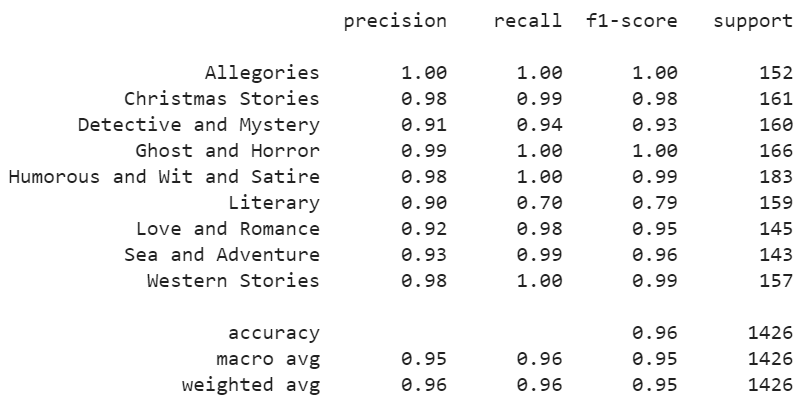 precision recall f1-score support
Allegories 1.00 1.00 1.00 152
Christmas Stories 0.98 0.99 0.98 161
Detective and Mystery 0.91 0.94 0.93 160
Ghost and Horror 0.99 1.00 1.00 166
Humorous and Wit and Satire 0.98 1.00 0.99 183
Literary 0.90 0.70 0.79 159
Love and Romance 0.92 0.98 0.95 145
Sea and Adventure 0.93 0.99 0.96 143
Western Stories 0.98 1.00 0.99 157
accuracy 0.96 1426
macro avg 0.95 0.96 0.95 1426
weighted avg 0.96 0.96 0.95 1426